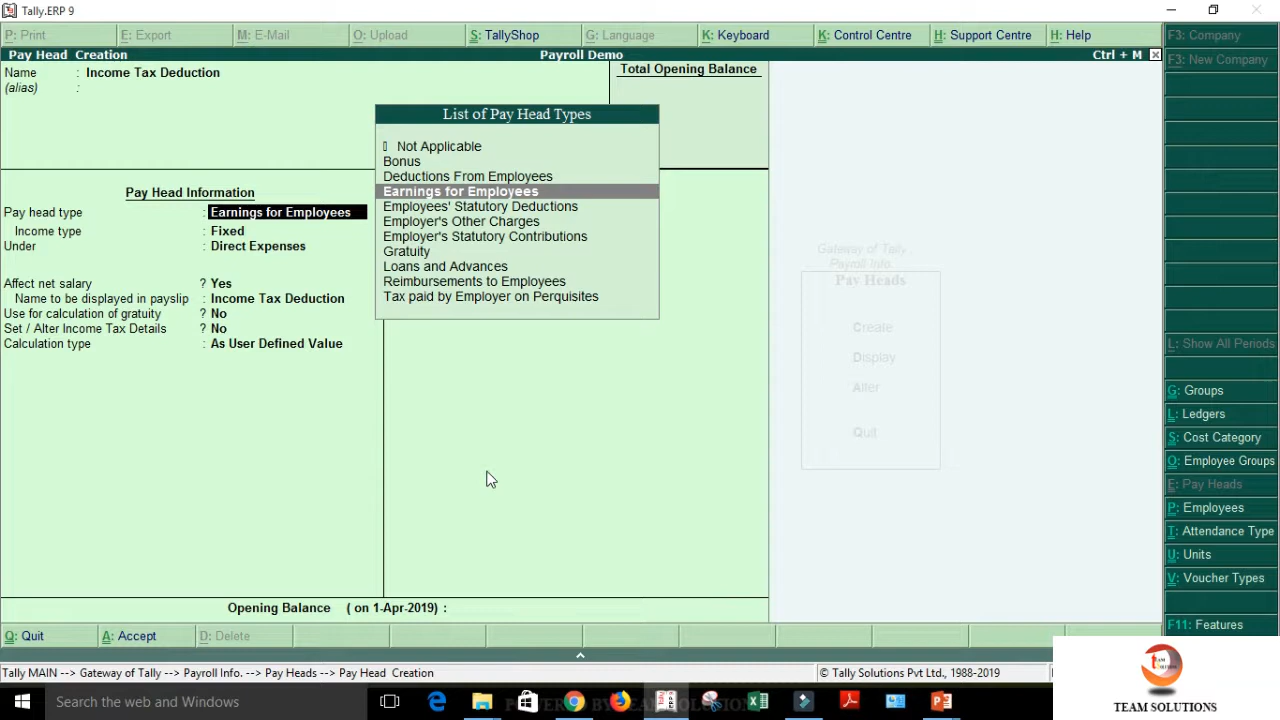 Tally.ERP 9
P: Print
E: Export
M: E-Mail
O: Upload
S: TallyShop
G: Language
K: Keyboard
K: Control Centre
H: Support Centre
H: Help
F3: Company
Pay Head Creation
Payroll Demo
Ctrl + M
F3: New Company
Name : Income Tax Deduction
(alias) :
Total Opening Balance
List of Pay Head Types
Not Applicable
Bonus
Deductions From Employees
Earnings for Employees
Employees' Statutory Deductions
Employer's Other Charges
Employer's Statutory Contributions
Gratuity
Loans and Advances
Reimbursements to Employees
Tax paid by Employer on Perquisites
Pay Head Information
Pay head type : Earnings for Employees
Income type : Fixed
Under : Direct Expenses
Affect net salary ? Yes
Name to be displayed in payslip : Income Tax Deduction
Use for calculation of gratuity ? No
Set / Alter Income Tax Details ? No
Calculation type : As User Defined Value
Gateway of Tally
Payroll Info.
Pay Heads
Create
Display
Alter
Quit
L: Show All Periods
G: Groups
L: Ledgers
S: Cost Category
O: Employee Groups
E: Pay Heads
P: Employees
T: Attendance Type
U: Units
V: Voucher Types
F11: Features
Opening Balance ( on 1-Apr-2019) :
Q: Quit
A: Accept
D: Delete
Tally MAIN --> Gateway of Tally --> Payroll Info. --> Pay Heads --> Pay Head Creation
© Tally Solutions Pvt Ltd., 1988-2019
Search the web and Windows
POWERED BY TEAM SOLUTIONS
TEAM SOLUTIONS